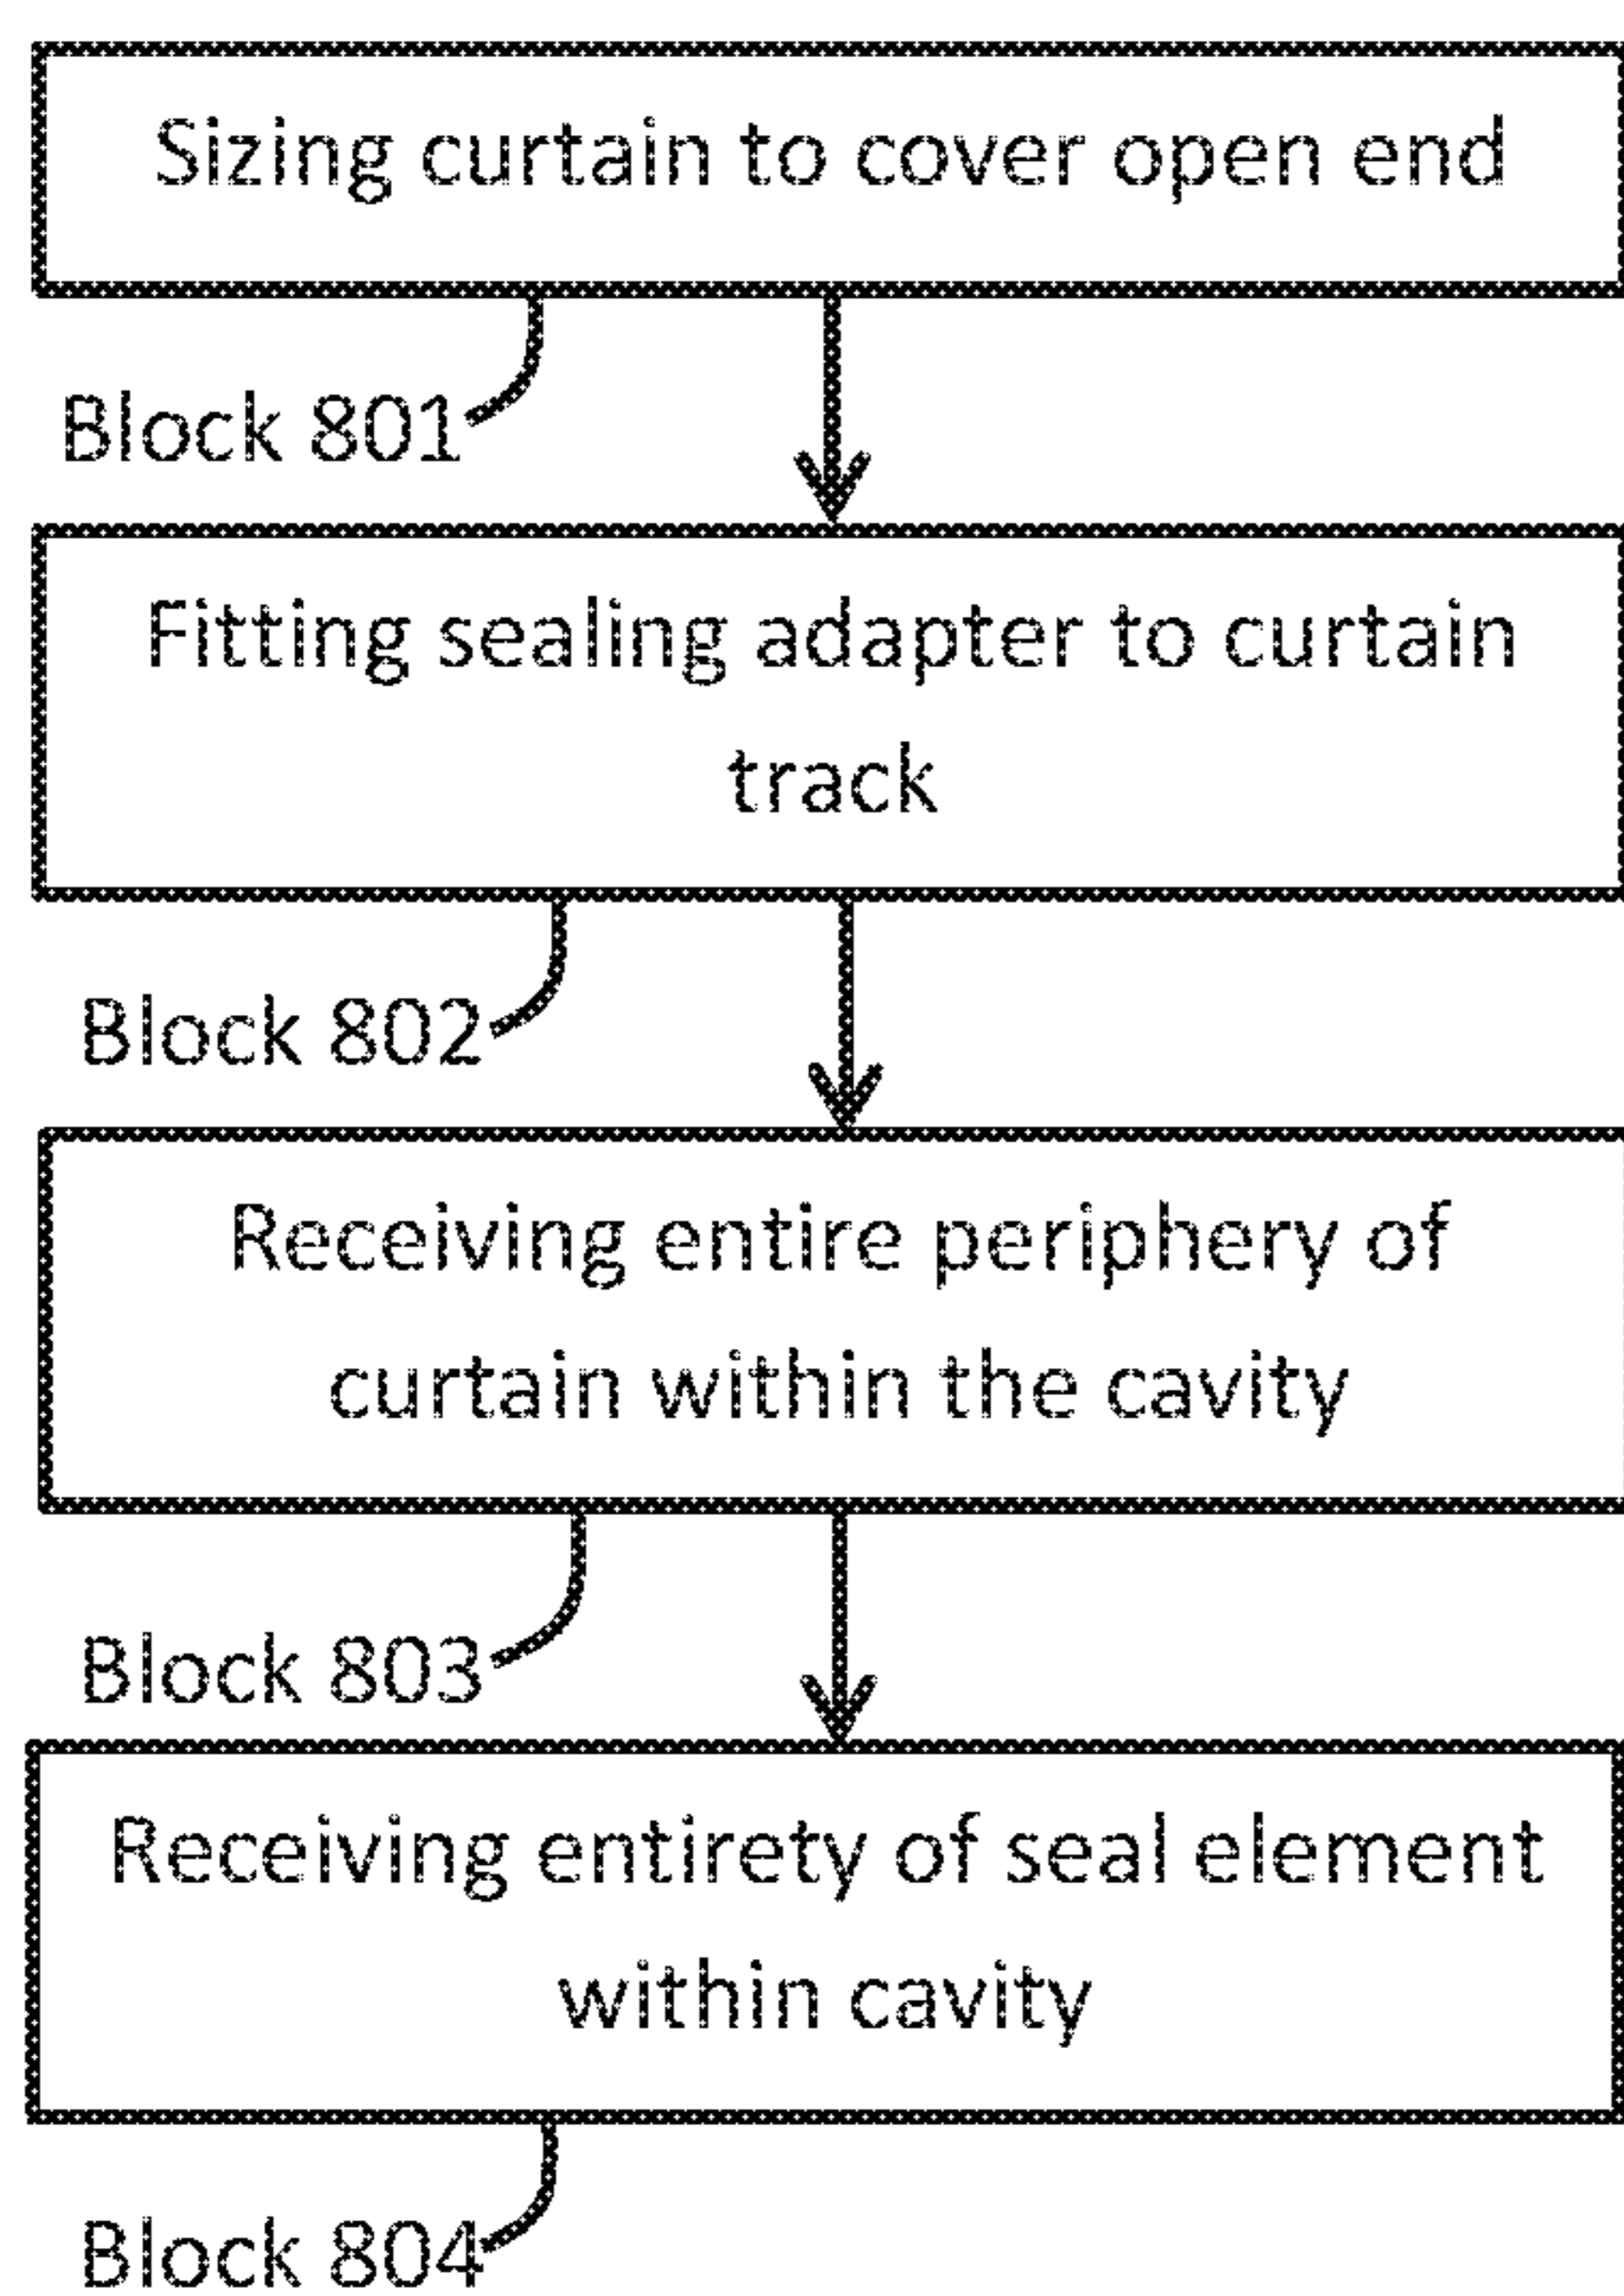 Sizing curtain to cover open end
Block 801
Fitting sealing adapter to curtain
track
Block 802
Receiving entire periphery of
curtain within the cavity
Block 803
Receiving entirety of seal element
within cavity
Block 804